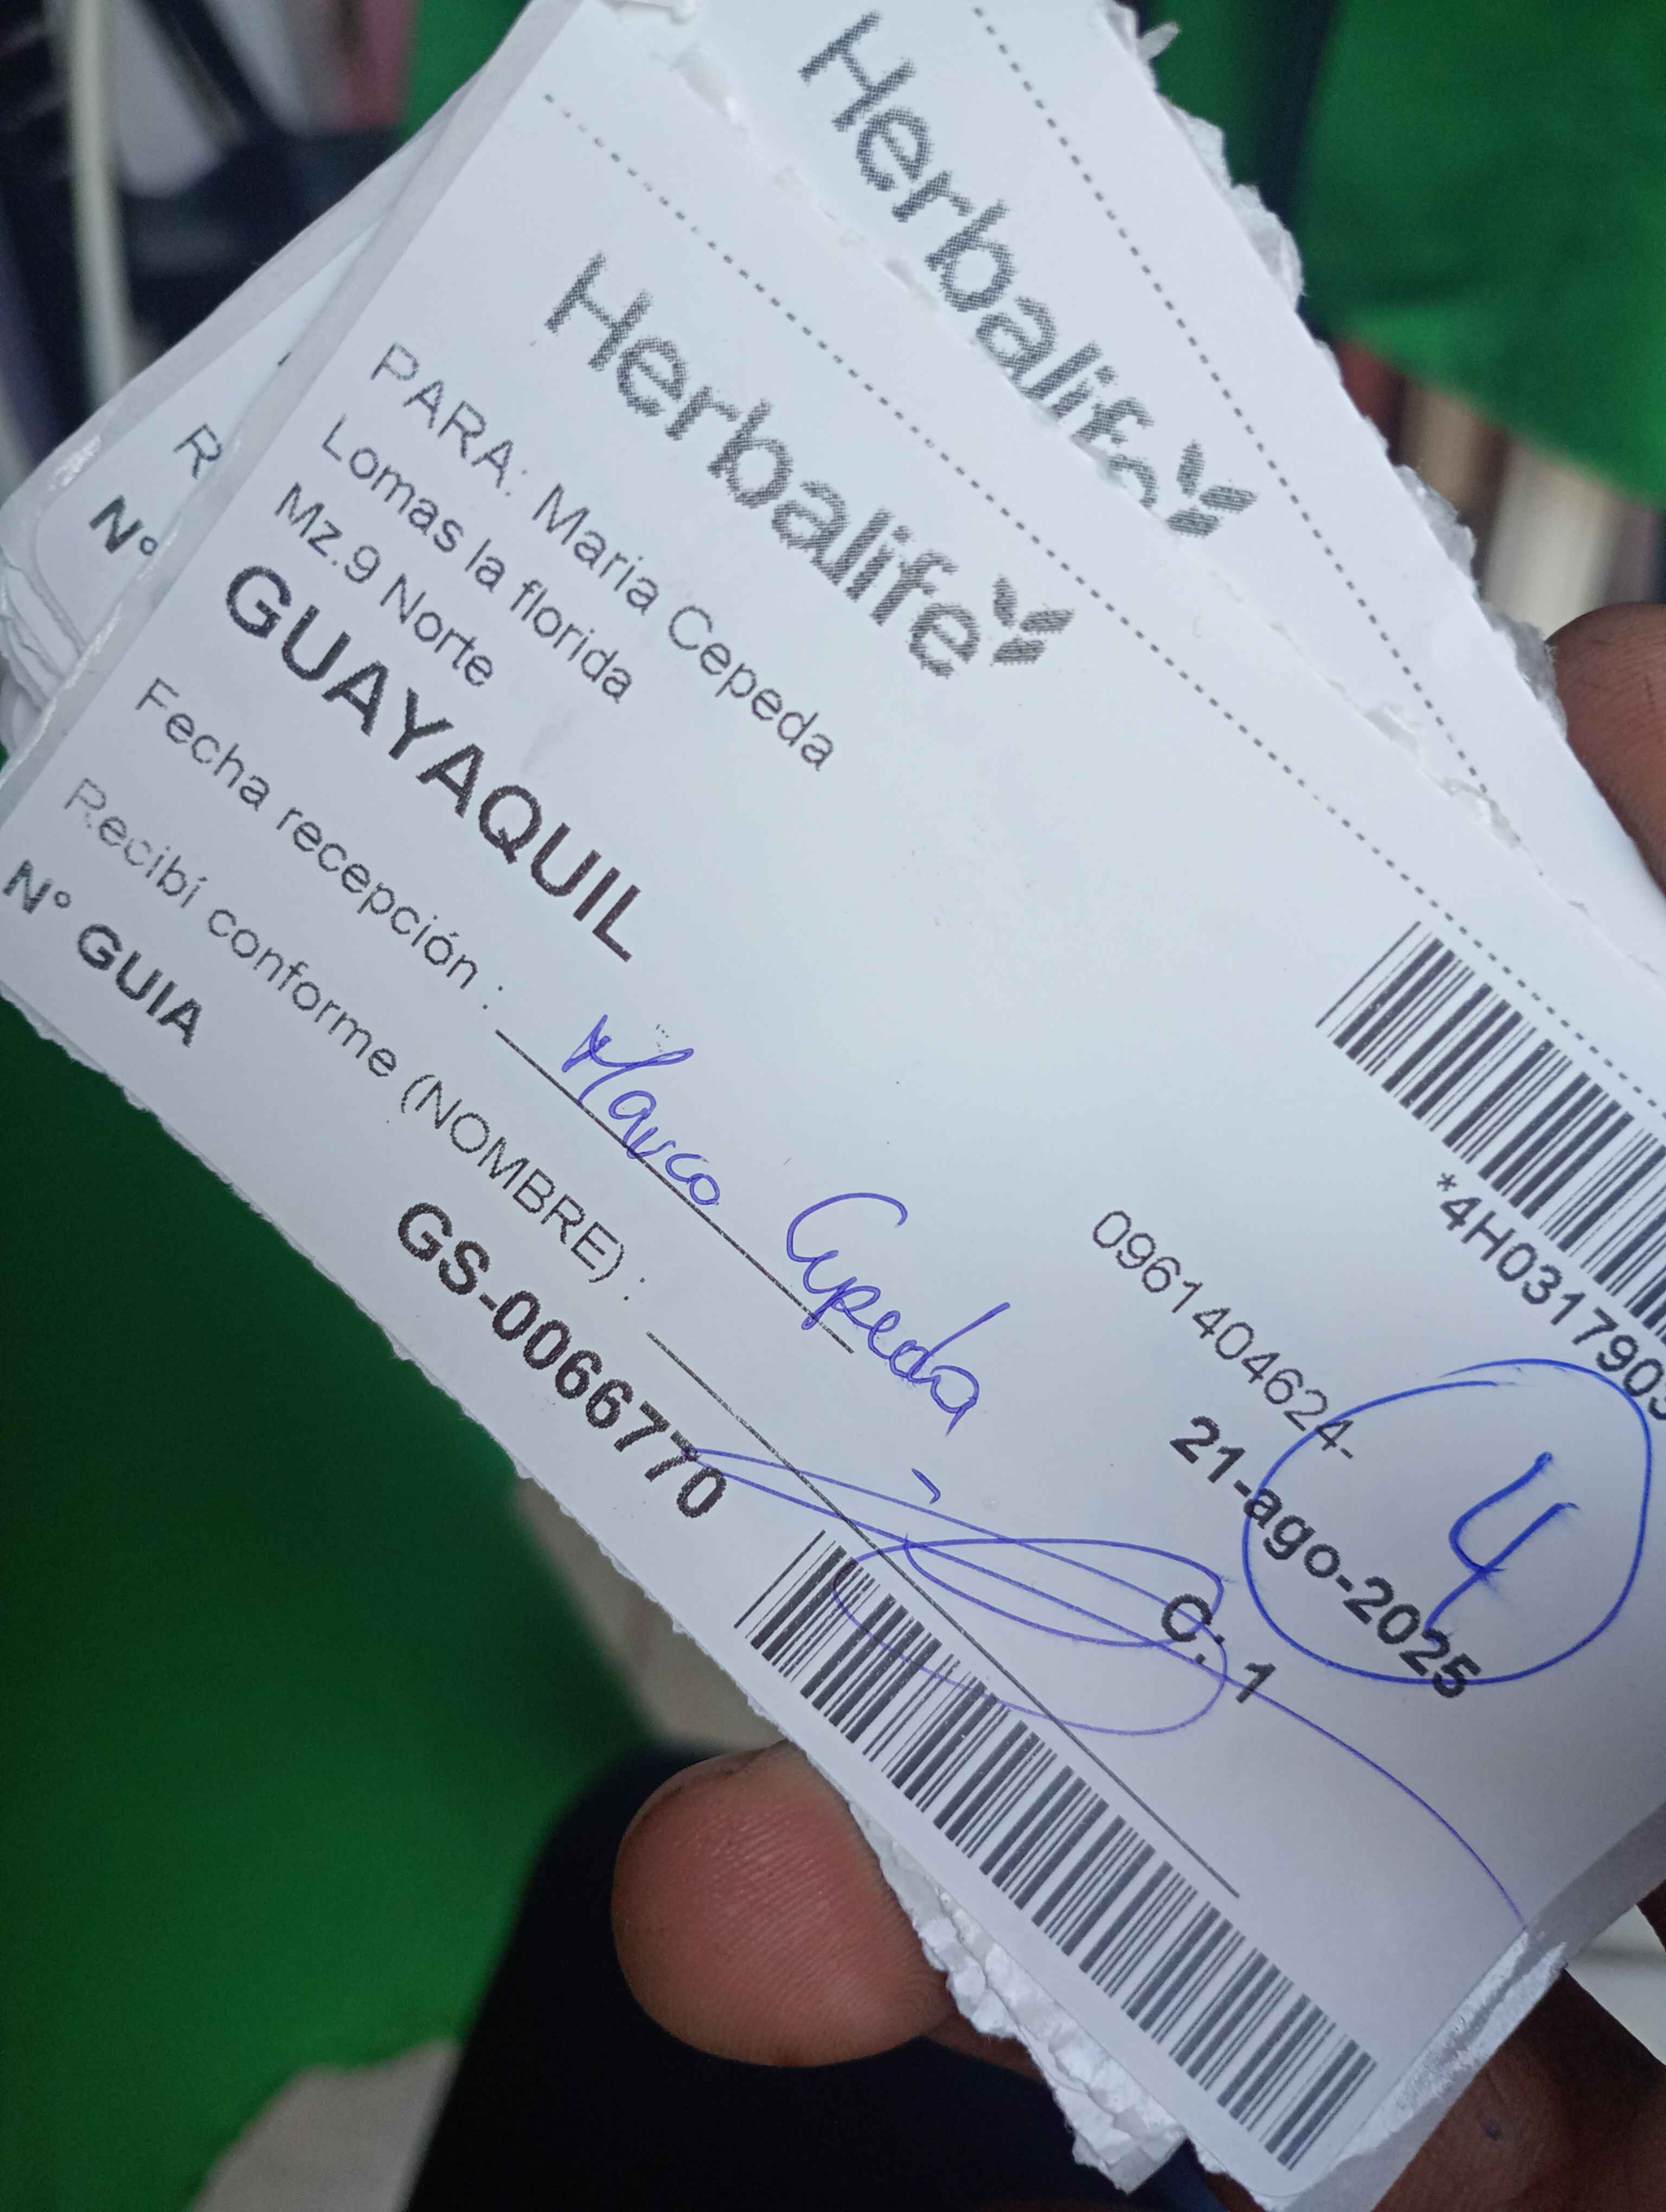 Herbalife
Herbalife
PARA: Maria Cepeda
Lomas la florida
Mz.9 Norte
GUAYAQUIL
*4H0317903
0961404624-
21-ago-2025
4
C. 1
Fecha recepción :
Marco Cepeda
Recibí conforme (NOMBRE) :
N° GUIA
GS-0066770
R
N°